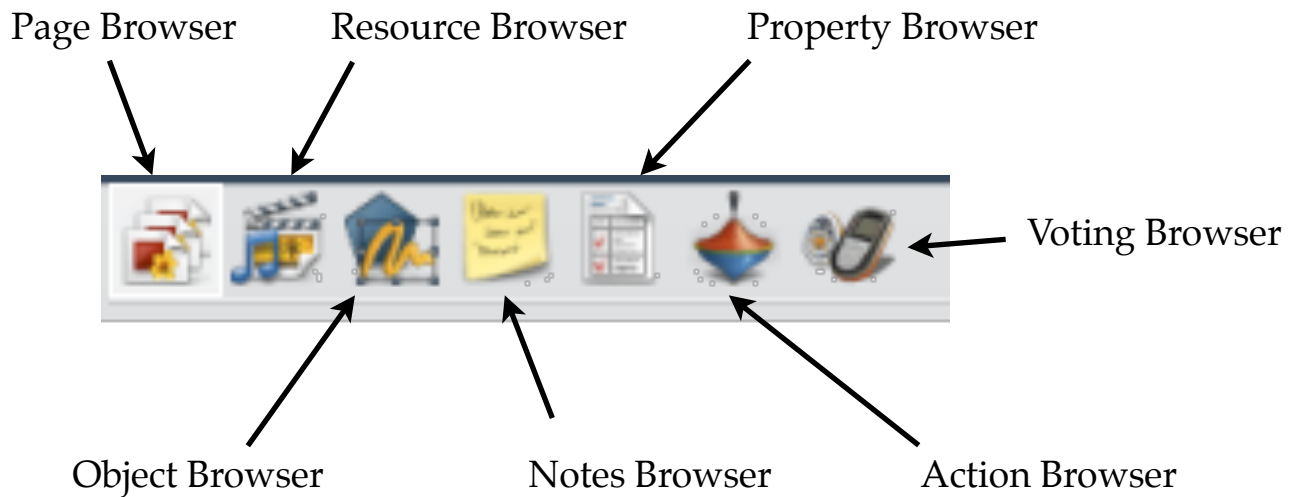 Page Browser
Resource Browser
Property Browser
Voting Browser
Object Browser
Notes Browser
Action Browser